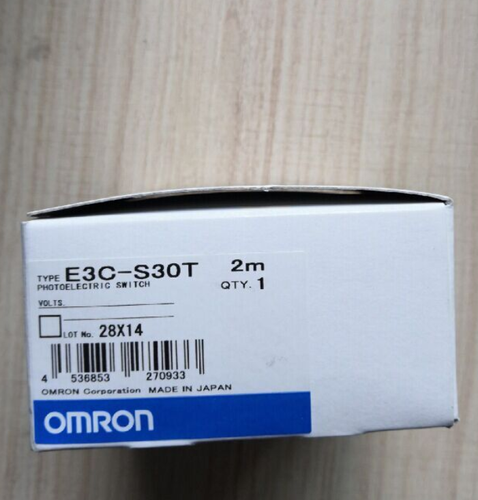 TYPE E3C-S30T 2m
PHOTOELECTRIC SWITCH QTY. 1
VOLTS.
LOT No. 28X14
4 536853 270933
OMRON Corporation MADE IN JAPAN
OMRON